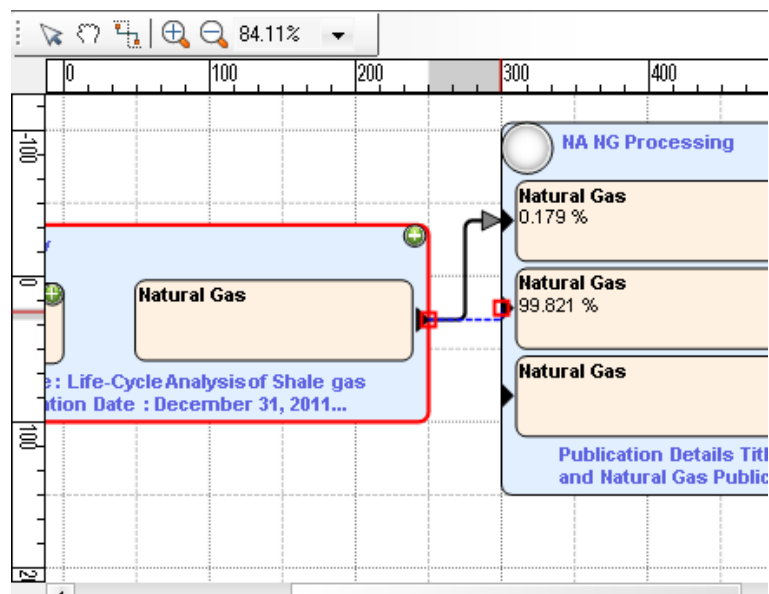 84.11%
0 100 200 300 400
-100
NA NG Processing
Natural Gas
0.179 %
0
Natural Gas
99.821 %
Natural Gas
Natural Gas
e: Life-Cycle Analysis of Shale gas
tion Date : December 31, 2011...
100
Publication Details Titl
and Natural Gas Public